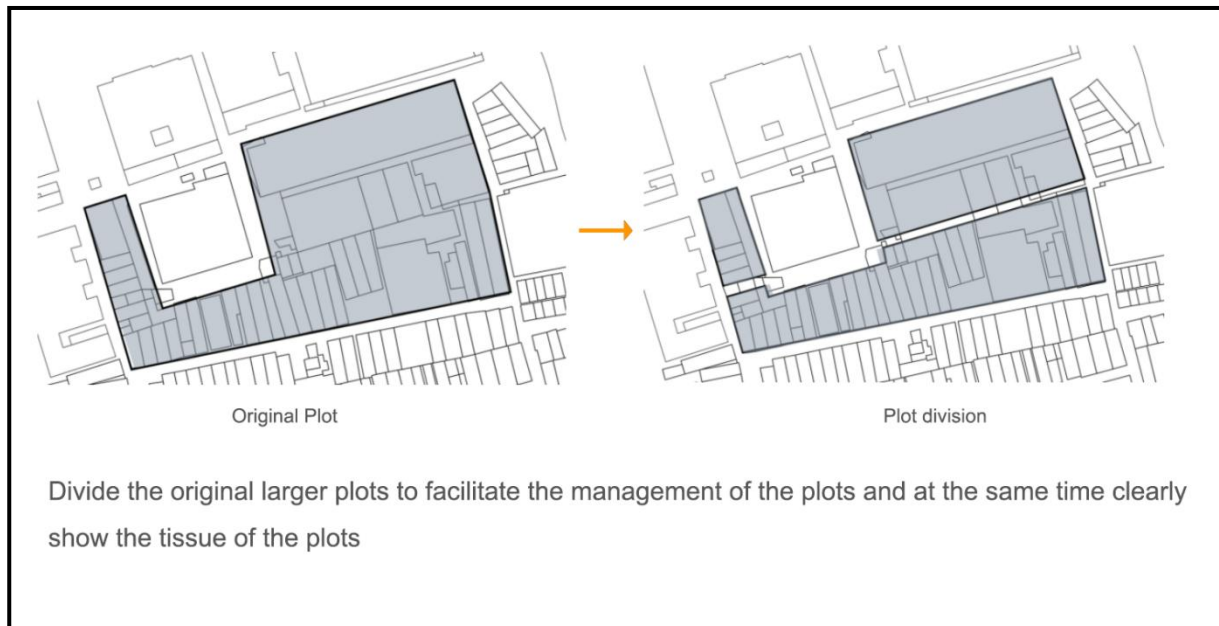 Original Plot
Plot division
Divide the original larger plots to facilitate the management of the plots and at the same time clearly
show the tissue of the plots